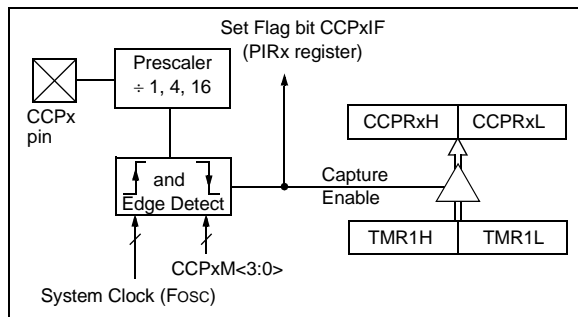 Set Flag bit CCPxIF
(PIRx register)
Prescaler
÷ 1, 4, 16
CCPx
pin
CCPRxH
CCPRxL
and
Edge Detect
Capture
Enable
TMR1H
TMR1L
CCPxM<3:0>
System Clock (FOSC)